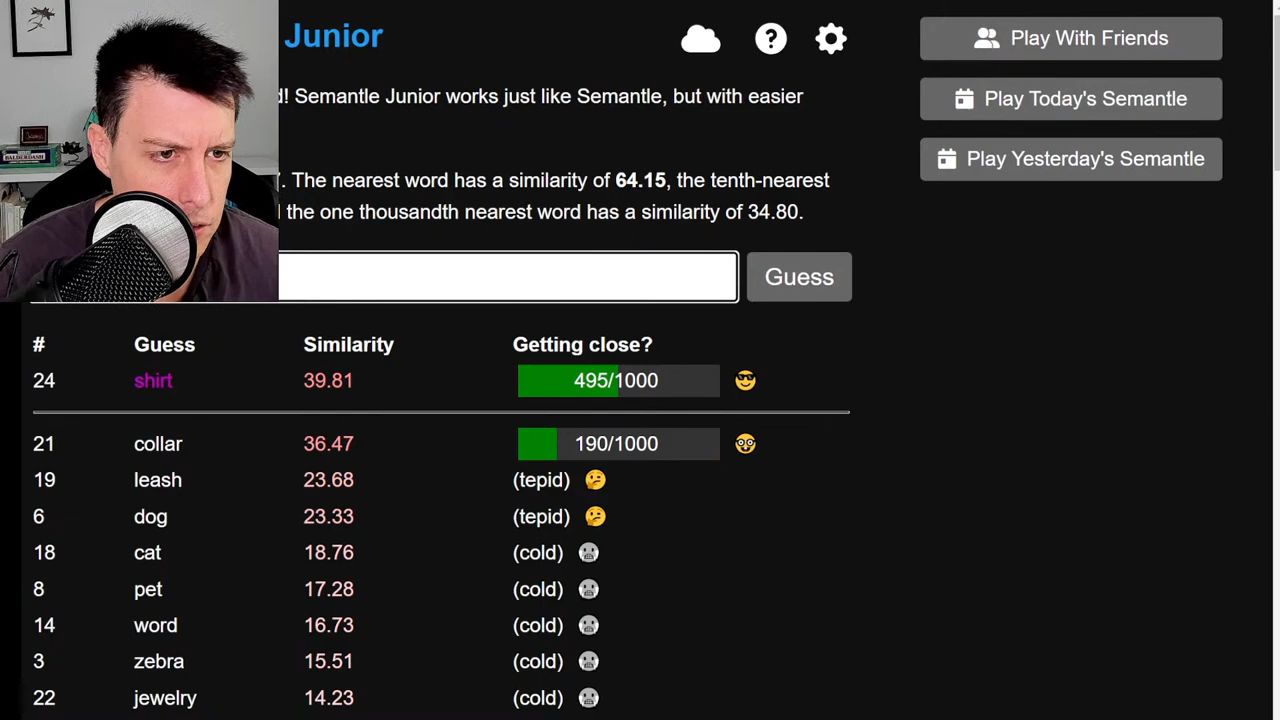 Junior
Play With Friends
d! Semantle Junior works just like Semantle, but with easier
Play Today's Semantle
Play Yesterday's Semantle
. The nearest word has a similarity of 64.15, the tenth-nearest
the one thousandth nearest word has a similarity of 34.80.
Guess
BALDERDASH
# Guess Similarity Getting close?
24 shirt 39.81 495/1000
21 collar 36.47 190/1000
19 leash 23.68 (tepid)
6 dog 23.33 (tepid)
18 cat 18.76 (cold)
8 pet 17.28 (cold)
14 word 16.73 (cold)
3 zebra 15.51 (cold)
22 jewelry 14.23 (cold)